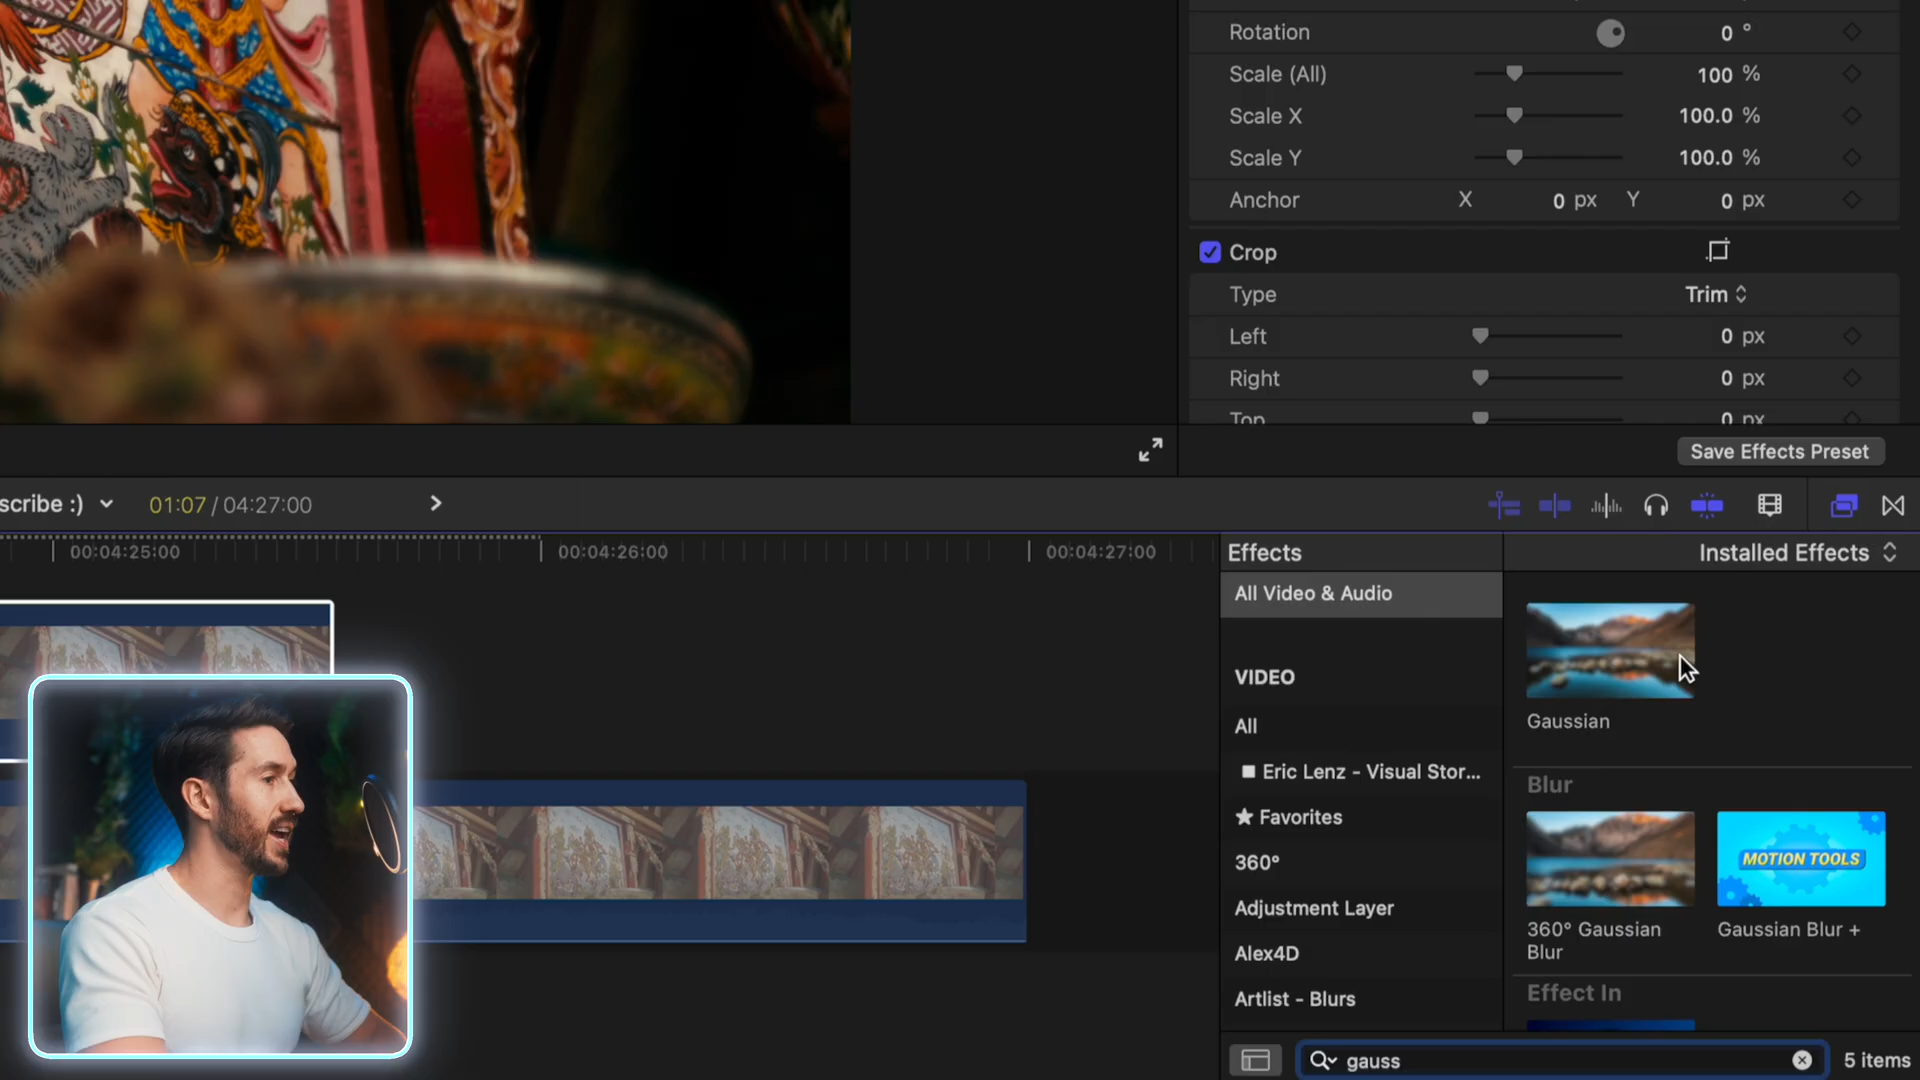 Rotation 0 °
Scale (All) 100 %
Scale X 100.0 %
Scale Y 100.0 %
Anchor X 0 px Y 0 px
Crop
Type Trim
Left 0 px
Right 0 px
Top 0 px
Save Effects Preset
scribe :) 01:07 / 04:27:00
00:04:25:00 00:04:26:00 00:04:27:00
Effects Installed Effects
All Video & Audio
VIDEO
All
Eric Lenz - Visual Stor...
Favorites
360°
Adjustment Layer
Alex4D
Artlist - Blurs
Gaussian
Blur
MOTION TOOLS
360° Gaussian
Blur
Gaussian Blur +
Effect In
gauss
5 items